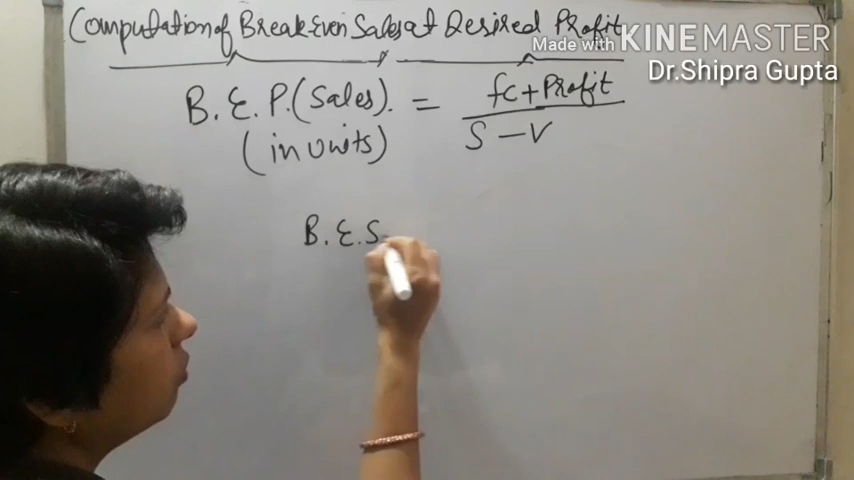 Computation of Break-Even Sales at Desired Profit
Made with KINEMASTER
Dr.Shipra Gupta
B.E.P.(Sales). = fc+Profit
(in units) S-V
B.E.S